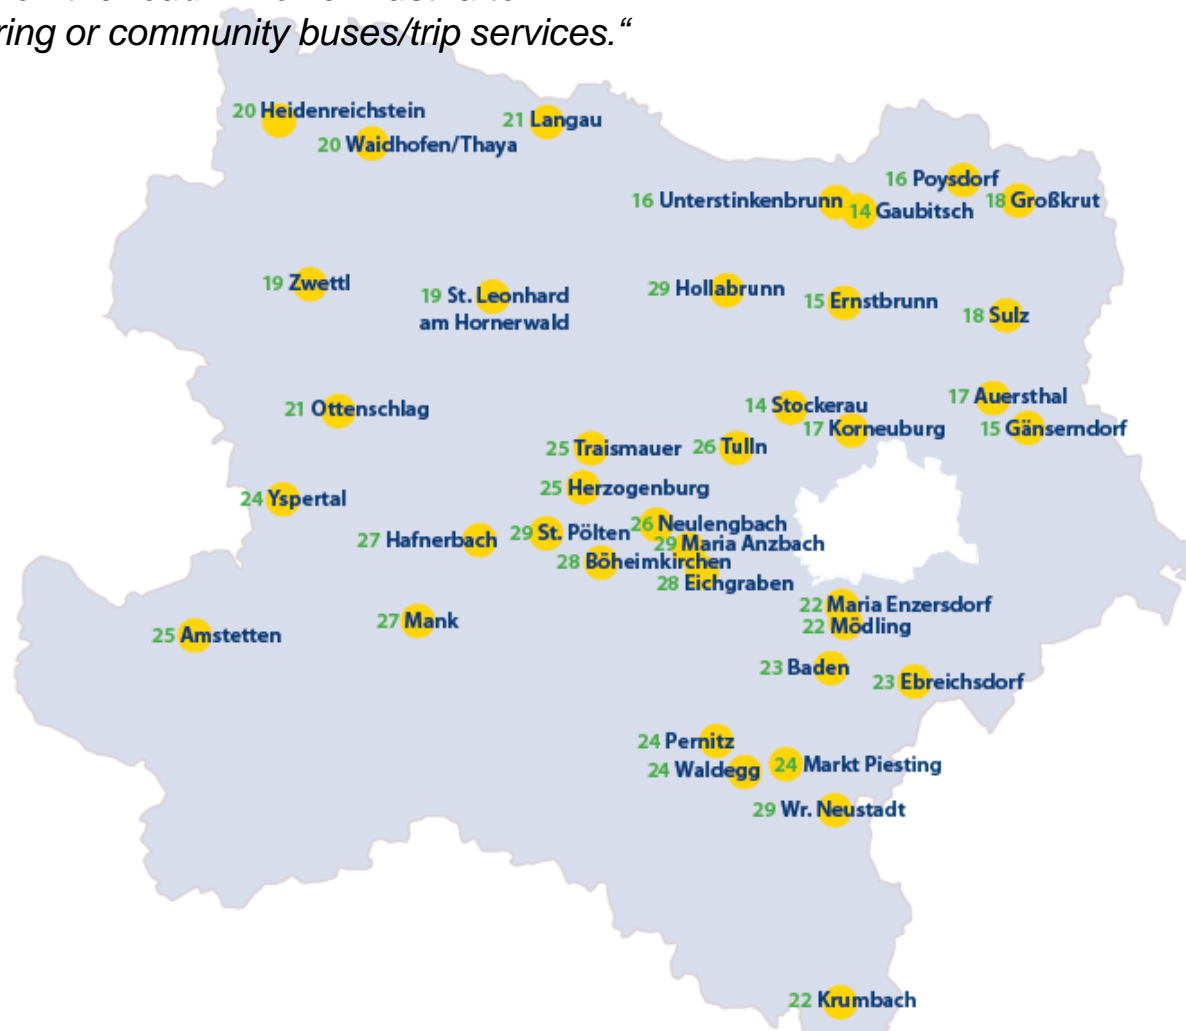 ring or community buses/trip services.“
20 Heidenreichstein
21 Langau
20 Waidhofen/Thaya
16 Poysdorf
16 Unterstinkenbrunn
18 Großkrut
14 Gaubitsch
19 Zwettl
29 Hollabrunn
19 St. Leonhard
am Hornerwald
15 Ernstbrunn
18 Sulz
17 Auersthal
21 Ottenschlag
14 Stockerau
17 Korneuburg
15 Gänserndorf
25 Traismauer
26 Tulln
25 Herzogenburg
24 Yspertal
26 Neulengbach
29 St. Pölten
27 Hafnerbach
29 Maria Anzbach
28 Böheimkirchen
28 Eichgraben
22 Maria Enzersdorf
27 Mank
22 Mödling
25 Amstetten
23 Baden
23 Ebreichsdorf
24 Pernitz
24 Markt Piesting
24 Waldegg
29 Wr. Neustadt
22 Krumbach